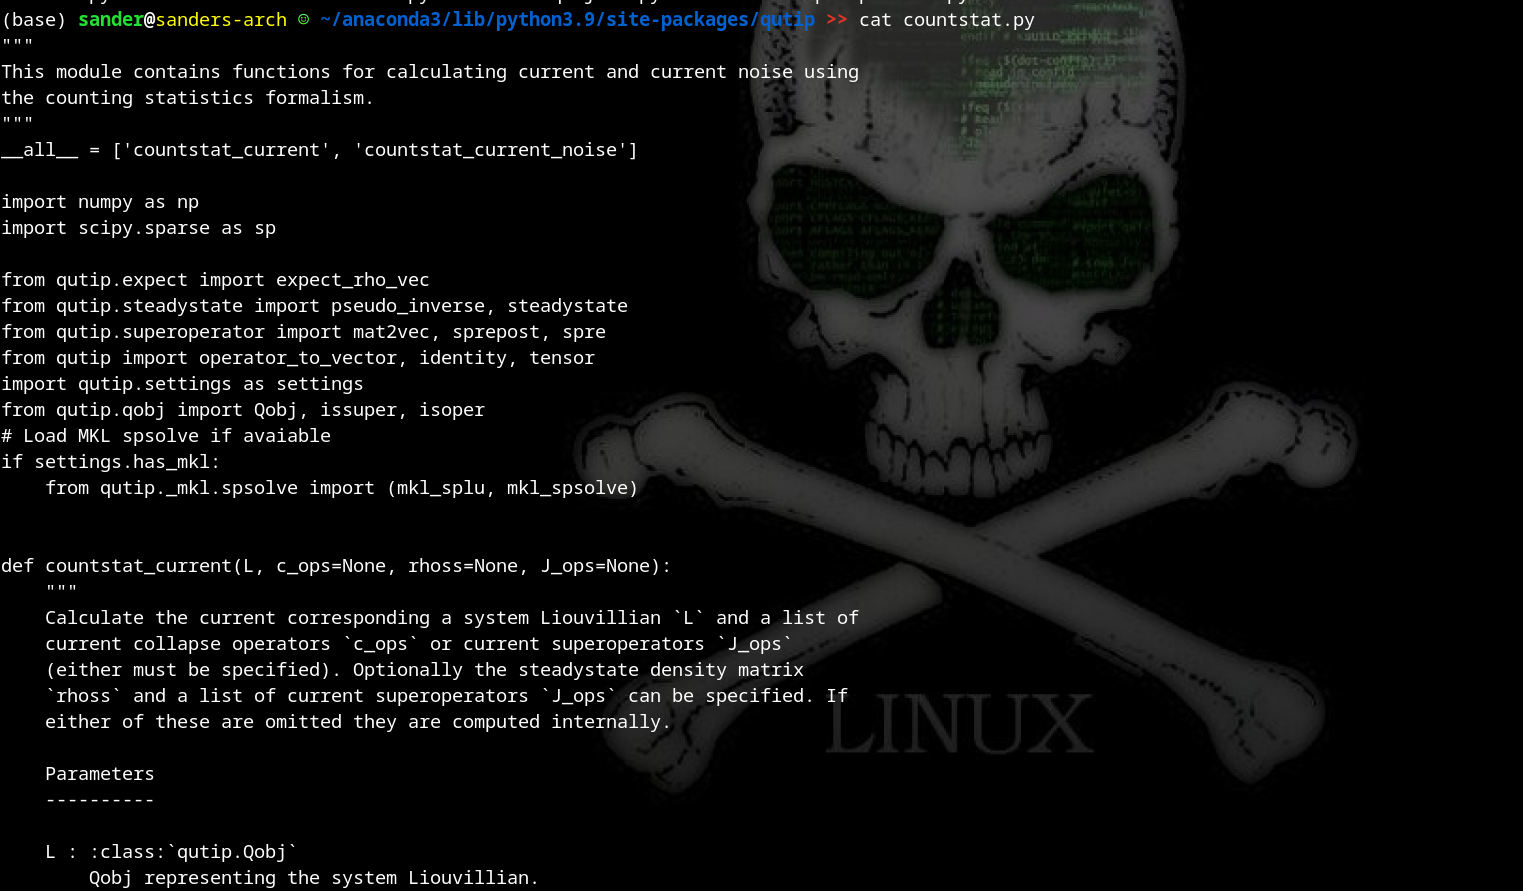 (base) sander@sanders-arch ☺ ~/anaconda3/lib/python3.9/site-packages/qutip >> cat countstat.py
"""
This module contains functions for calculating current and current noise using
the counting statistics formalism.
"""
__all__ = ['countstat_current', 'countstat_current_noise']

import numpy as np
import scipy.sparse as sp

from qutip.expect import expect_rho_vec
from qutip.steadystate import pseudo_inverse, steadystate
from qutip.superoperator import mat2vec, sprepost, spre
from qutip import operator_to_vector, identity, tensor
import qutip.settings as settings
from qutip.qobj import Qobj, issuper, isoper
# Load MKL spsolve if avaiable
if settings.has_mkl:
    from qutip._mkl.spsolve import (mkl_splu, mkl_spsolve)


def countstat_current(L, c_ops=None, rhoss=None, J_ops=None):
    """
    Calculate the current corresponding a system Liouvillian `L` and a list of
    current collapse operators `c_ops` or current superoperators `J_ops`
    (either must be specified). Optionally the steadystate density matrix
    `rhoss` and a list of current superoperators `J_ops` can be specified. If
    either of these are omitted they are computed internally.

    Parameters
    ----------

    L : :class:`qutip.Qobj`
        Qobj representing the system Liouvillian.
LINUX